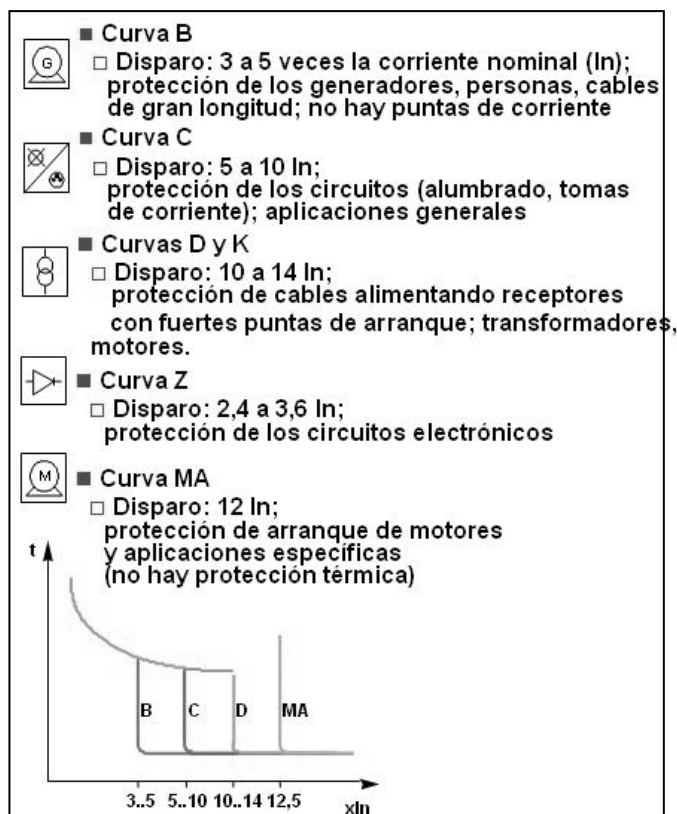 ■ Curva B
G
□ Disparo: 3 a 5 veces la corriente nominal (In);
protección de los generadores, personas, cables
de gran longitud; no hay puntas de corriente
■ Curva C
□ Disparo: 5 a 10 In;
protección de los circuitos (alumbrado, tomas
de corriente); aplicaciones generales
■ Curvas D y K
□ Disparo: 10 a 14 In;
protección de cables alimentando receptores
con fuertes puntas de arranque; transformadores,
motores.
■ Curva Z
□ Disparo: 2,4 a 3,6 In;
protección de los circuitos electrónicos
M
■ Curva MA
□ Disparo: 12 In;
protección de arranque de motores
y aplicaciones específicas
(no hay protección térmica)
t
B C D MA
3..5 5..10 10..14 12,5 xIn